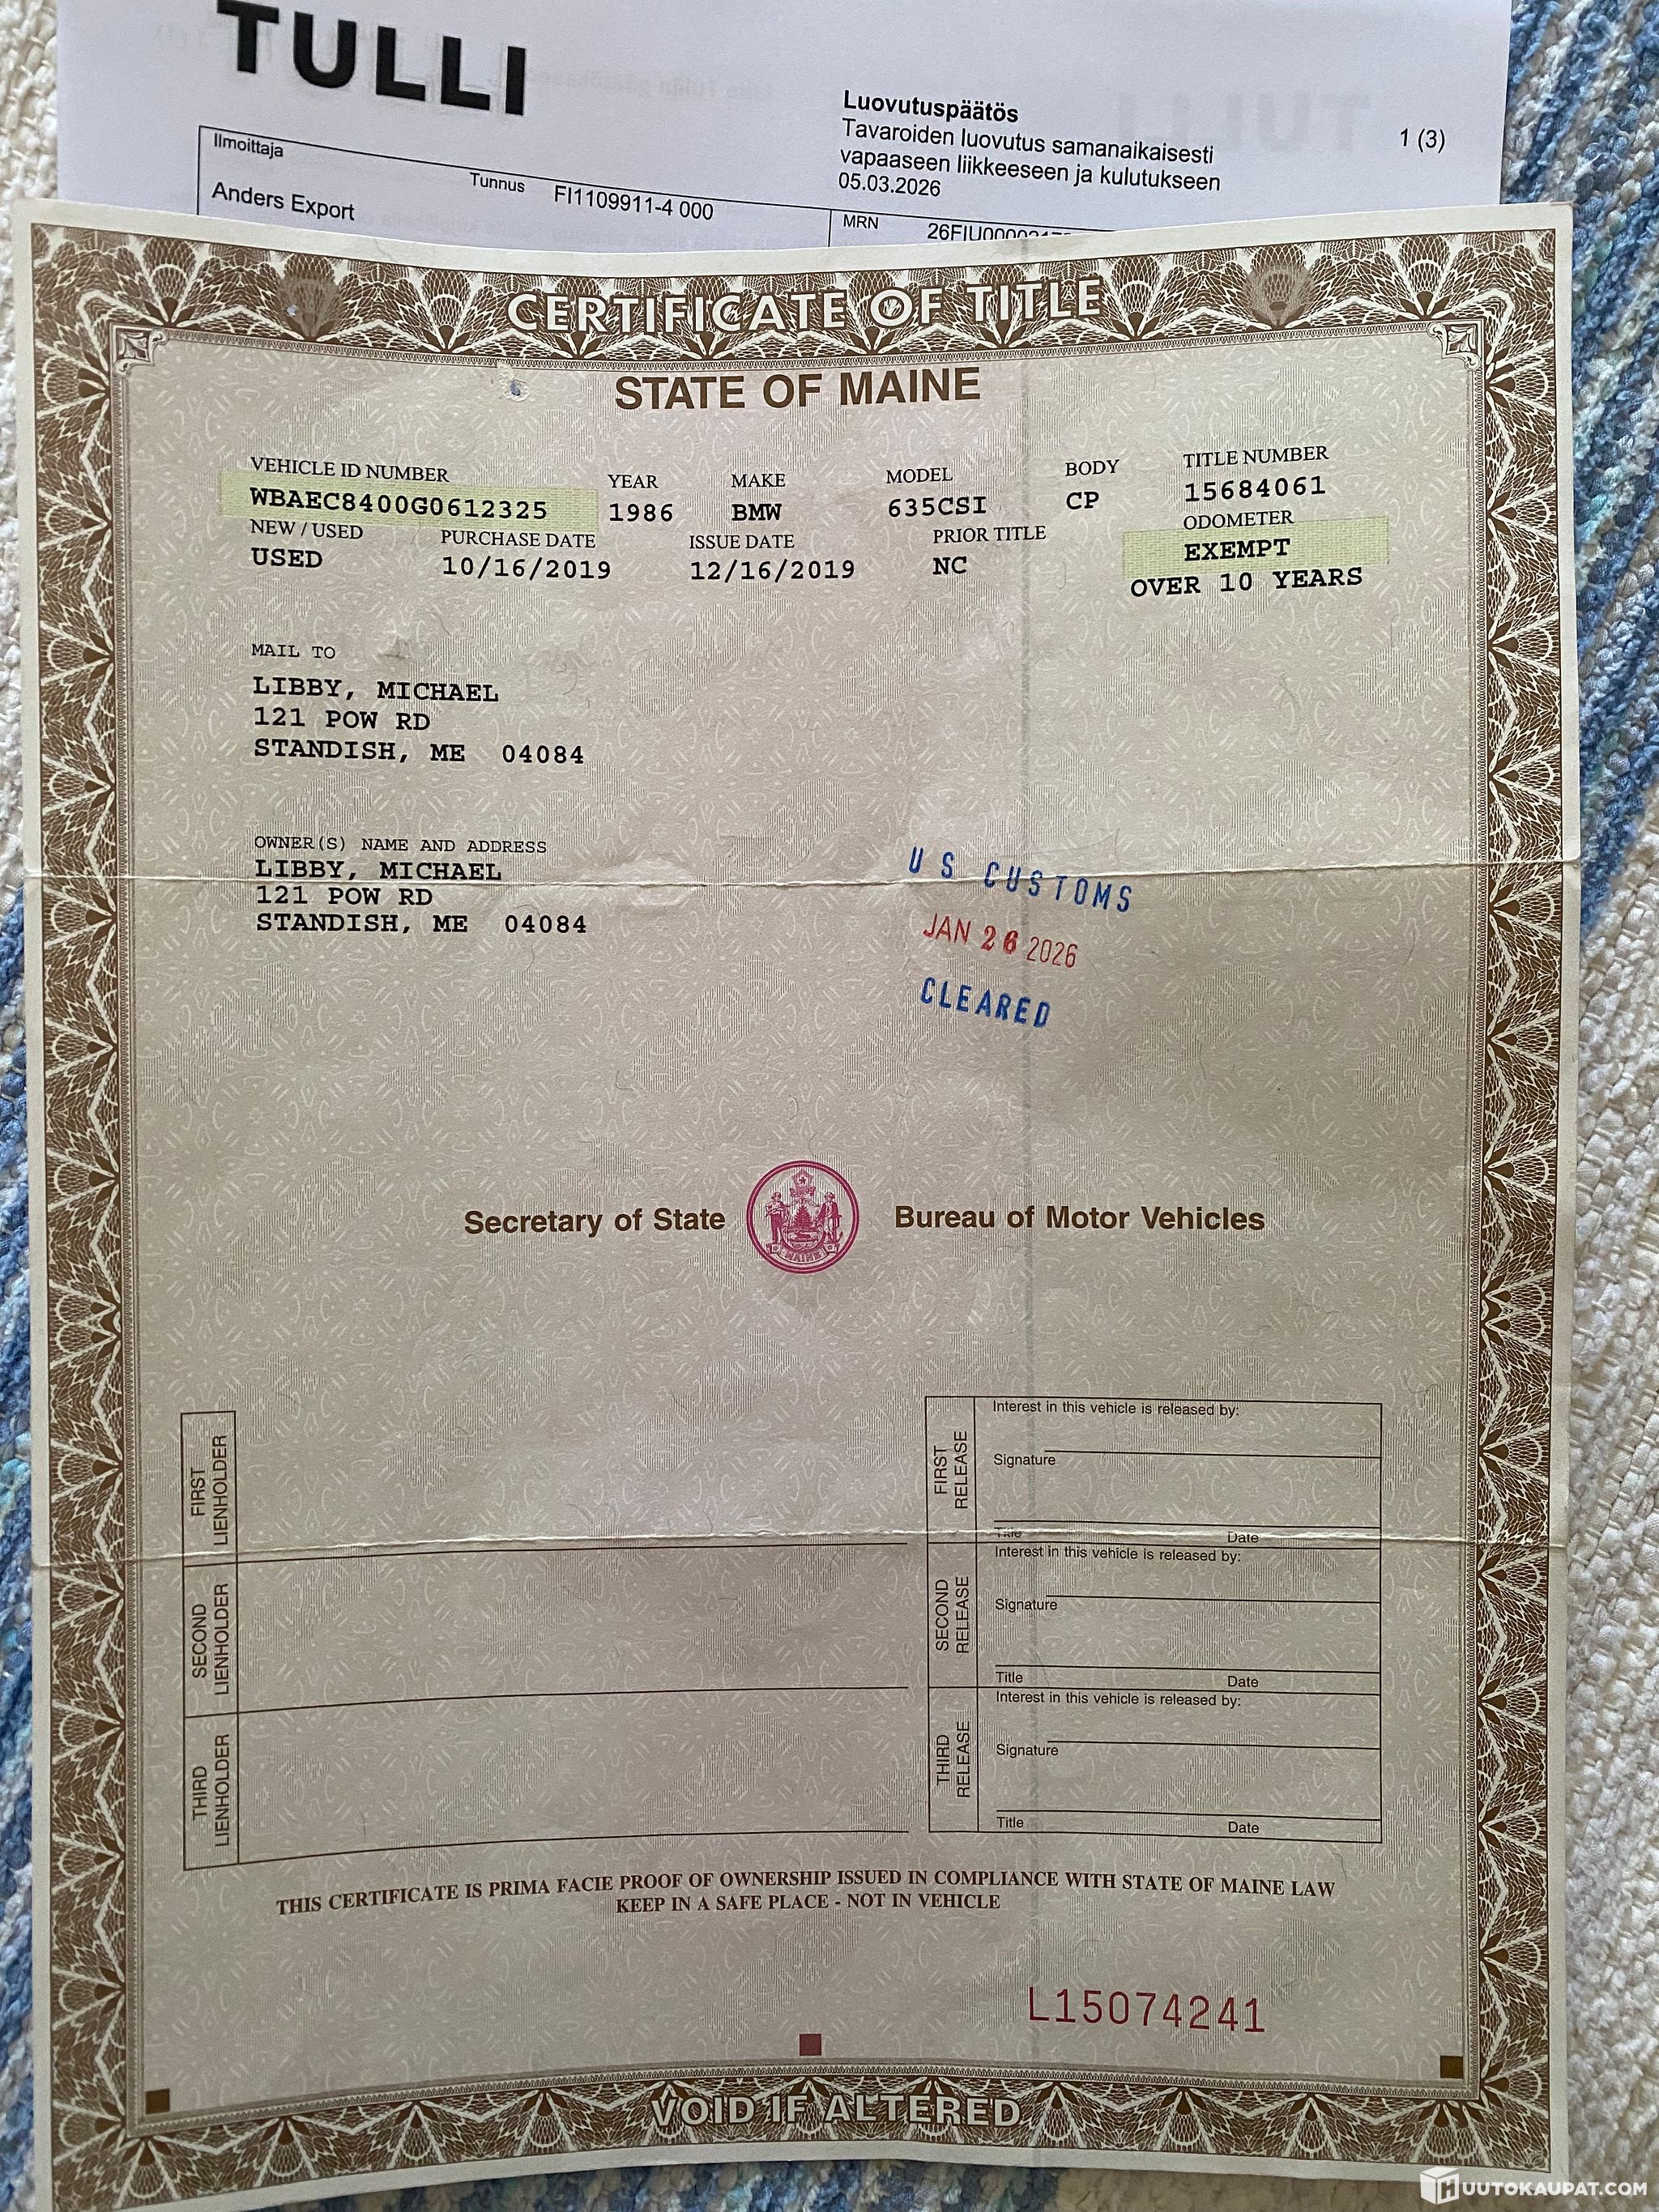 TULLI
Luovutuspäätös
Tavaroiden luovutus samanaikaisesti
vapaaseen liikkeeseen ja kulutukseen
05.03.2026
1 (3)
Ilmoittaja
Tunnus FI1109911-4 000
Anders Export
MRN
CERTIFICATE OF TITLE
STATE OF MAINE
VEHICLE ID NUMBER YEAR MAKE MODEL BODY TITLE NUMBER
WBAEC8400G0612325 1986 BMW 635CSI CP 15684061
NEW / USED PURCHASE DATE ISSUE DATE PRIOR TITLE ODOMETER
USED 10/16/2019 12/16/2019 NC EXEMPT
OVER 10 YEARS
MAIL TO
LIBBY, MICHAEL
121 POW RD
STANDISH, ME 04084
OWNER(S) NAME AND ADDRESS
LIBBY, MICHAEL
121 POW RD
STANDISH, ME 04084
US CUSTOMS
JAN 26 2026
CLEARED
Secretary of State
MAINE
Bureau of Motor Vehicles
FIRST
LIENHOLDER
FIRST
RELEASE
Interest in this vehicle is released by:
Signature
Title Date
SECOND
LIENHOLDER
SECOND
RELEASE
Interest in this vehicle is released by:
Signature
Title Date
THIRD
LIENHOLDER
THIRD
RELEASE
Interest in this vehicle is released by:
Signature
Title Date
THIS CERTIFICATE IS PRIMA FACIE PROOF OF OWNERSHIP ISSUED IN COMPLIANCE WITH STATE OF MAINE LAW
KEEP IN A SAFE PLACE - NOT IN VEHICLE
L15074241
VOID IF ALTERED
HUUTOKAUPAT.COM